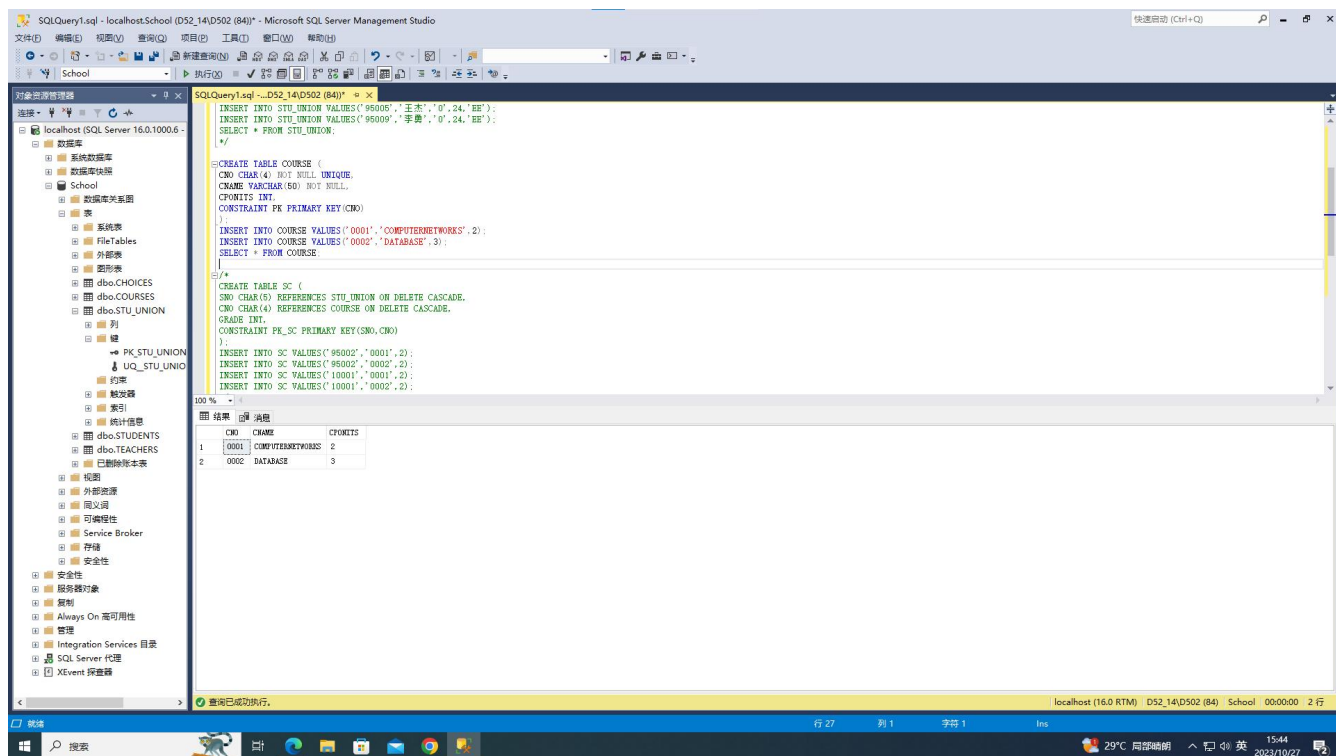 SQLQuery1.sql - localhost.School (D52_14\D502 (84))* - Microsoft SQL Server Management Studio
快速启动 (Ctrl+Q)
文件(F) 编辑(E) 视图(V) 查询(Q) 项目(P) 工具(T) 窗口(W) 帮助(H)
新建查询(N)
School
执行(X)
对象资源管理器
连接
localhost (SQL Server 16.0.1000.6 -
数据库
系统数据库
数据库快照
School
数据库关系图
表
系统表
FileTables
外部表
图形表
dbo.CHOICES
dbo.COURSES
dbo.STU_UNION
列
键
PK_STU_UNION
UQ__STU_UNIO
约束
触发器
索引
统计信息
dbo.STUDENTS
dbo.TEACHERS
已删除账本表
视图
外部资源
同义词
可编程性
Service Broker
存储
安全性
安全性
服务器对象
复制
Always On 高可用性
管理
Integration Services 目录
SQL Server 代理
XEvent 探查器
SQLQuery1.sql -...D52_14\D502 (84))*
INSERT INTO STU_UNION VALUES('95005','王杰','0',24,'EE');
INSERT INTO STU_UNION VALUES('95009','李勇','0',24,'EE');
SELECT * FROM STU_UNION;
*/
CREATE TABLE COURSE (
CNO CHAR(4) NOT NULL UNIQUE,
CNAME VARCHAR(50) NOT NULL,
CPONITS INT,
CONSTRAINT PK PRIMARY KEY(CNO)
);
INSERT INTO COURSE VALUES('0001','COMPUTERNETWORKS',2);
INSERT INTO COURSE VALUES('0002','DATABASE',3);
SELECT * FROM COURSE;
/*
CREATE TABLE SC (
SNO CHAR(5) REFERENCES STU_UNION ON DELETE CASCADE,
CNO CHAR(4) REFERENCES COURSE ON DELETE CASCADE,
GRADE INT,
CONSTRAINT PK_SC PRIMARY KEY(SNO,CNO)
);
INSERT INTO SC VALUES('95002','0001',2);
INSERT INTO SC VALUES('95002','0002',2);
INSERT INTO SC VALUES('10001','0001',2);
INSERT INTO SC VALUES('10001','0002',2);
100 %
结果 消息
CNO CNAME CPONITS
1 0001 COMPUTERNETWORKS 2
2 0002 DATABASE 3
查询已成功执行。
localhost (16.0 RTM) D52_14\D502 (84) School 00:00:00 2 行
就绪 行 27 列 1 字符 1 Ins
搜索
29°C 局部晴朗 英 15:44
2023/10/27